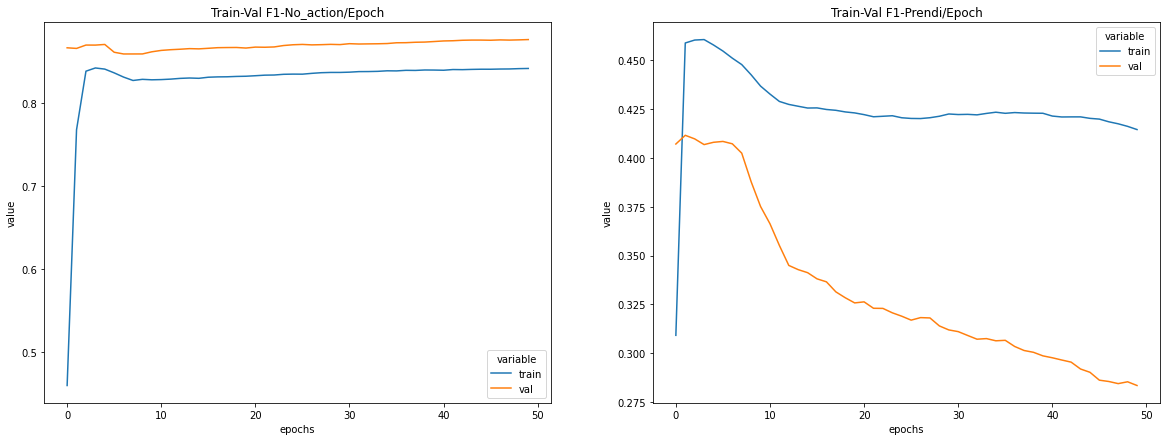 Train-Val F1-No_action/Epoch
value
0.8
0.7
0.6
0.5
0 10 20 30 40 50
epochs
variable
train
val
Train-Val F1-Prendi/Epoch
value
0.450
0.425
0.400
0.375
0.350
0.325
0.300
0.275
0 10 20 30 40 50
epochs
variable
train
val